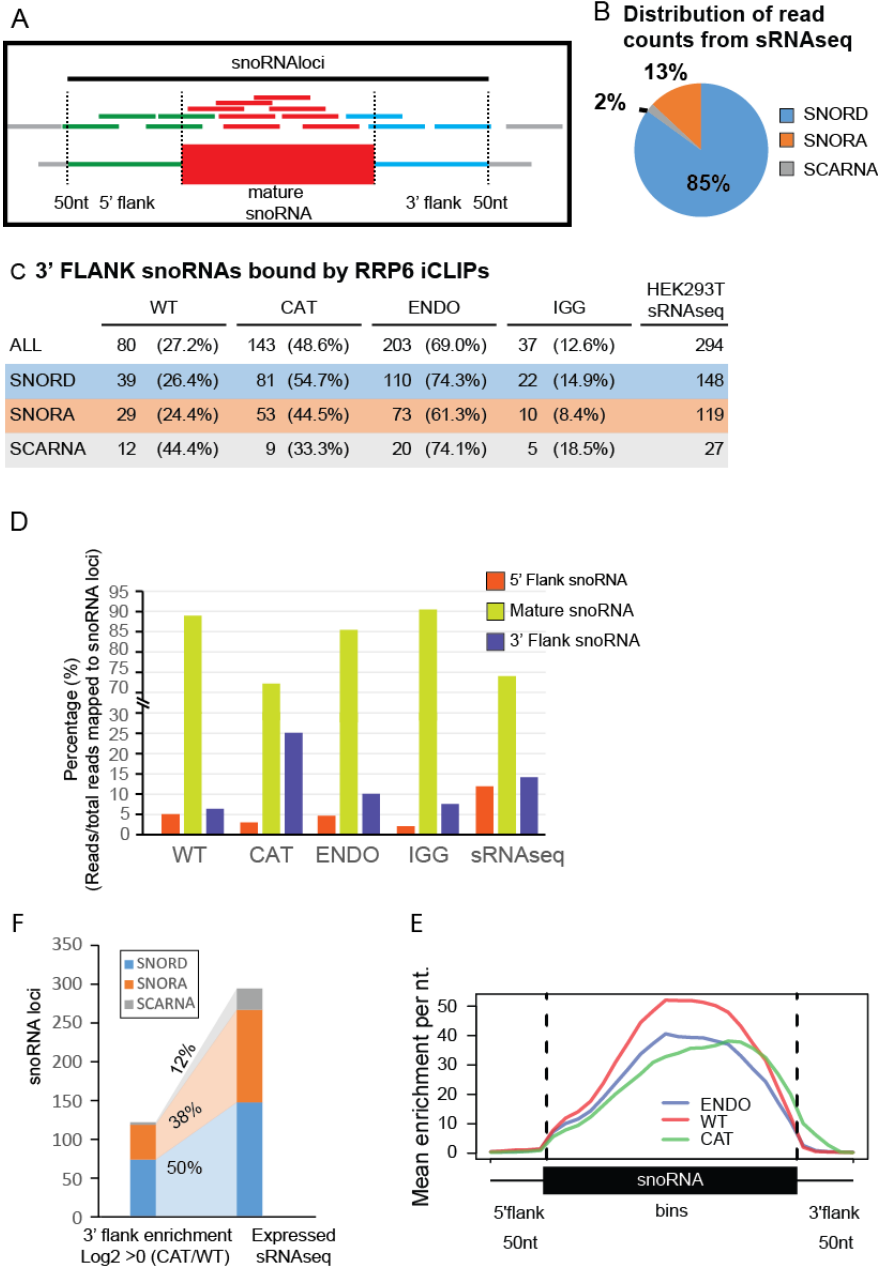 A
snoRNAloci
50nt 5' flank mature snoRNA 3' flank 50nt
B Distribution of read counts from sRNAseq
13%
2%
85%
SNORD
SNORA
SCARNA
C 3' FLANK snoRNAs bound by RRP6 iCLIPs
WT CAT ENDO IGG HEK293T sRNAseq
ALL 80 (27.2%) 143 (48.6%) 203 (69.0%) 37 (12.6%) 294
SNORD 39 (26.4%) 81 (54.7%) 110 (74.3%) 22 (14.9%) 148
SNORA 29 (24.4%) 53 (44.5%) 73 (61.3%) 10 (8.4%) 119
SCARNA 12 (44.4%) 9 (33.3%) 20 (74.1%) 5 (18.5%) 27
D
Percentage (%)
(Reads/total reads mapped to snoRNA loci)
95
90
85
80
75
70
30
25
20
15
10
5
0
5' Flank snoRNA
Mature snoRNA
3' Flank snoRNA
WT CAT ENDO IGG sRNAseq
F
snoRNA loci
350
300
250
200
150
100
50
0
SNORD
SNORA
SCARNA
12%
38%
50%
3' flank enrichment
Log2 >0 (CAT/WT)
Expressed
sRNAseq
E
Mean enrichment per nt.
50
40
30
20
10
0
ENDO
WT
CAT
snoRNA
5'flank bins 3'flank
50nt 50nt